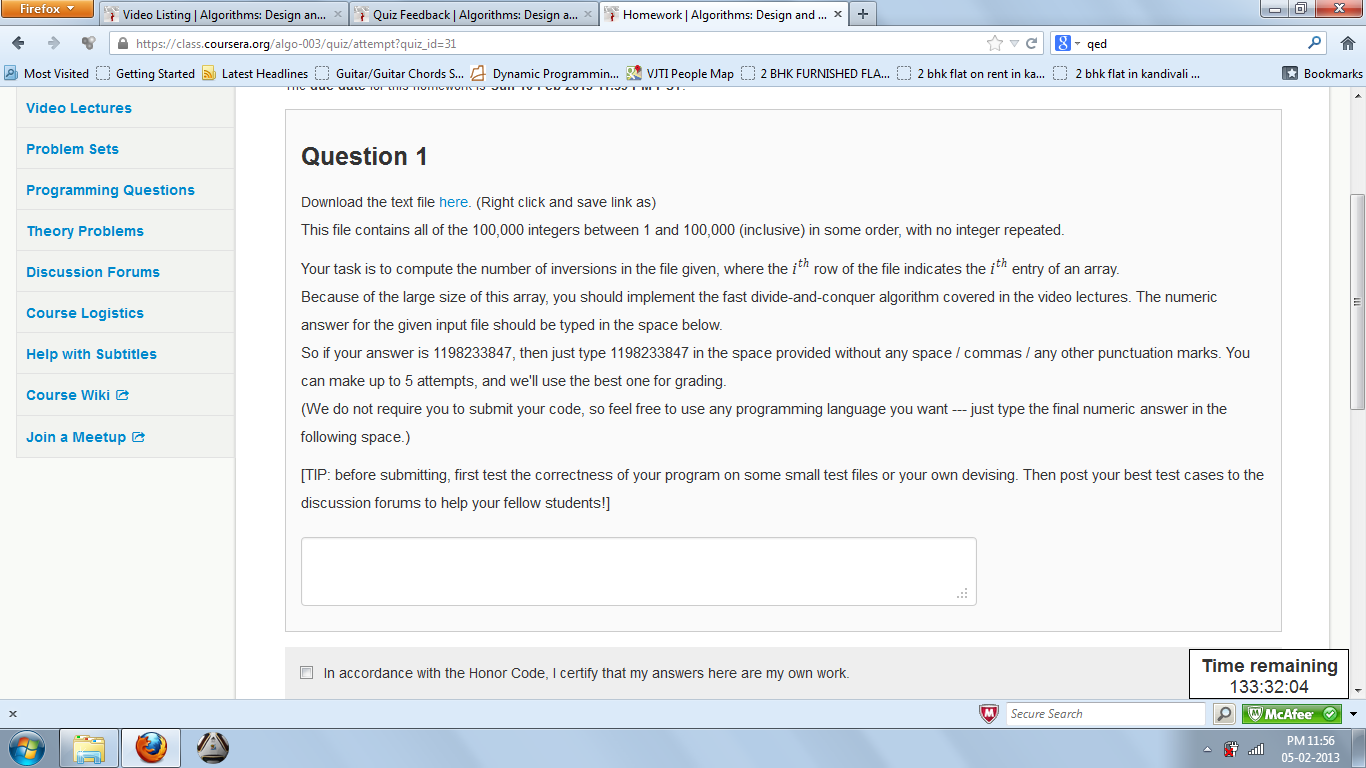 Firefox
Video Listing | Algorithms: Design an...
Quiz Feedback | Algorithms: Design a...
Homework | Algorithms: Design and ...
https://class.coursera.org/algo-003/quiz/attempt?quiz_id=31
qed
Most Visited
Getting Started
Latest Headlines
Guitar/Guitar Chords S...
Dynamic Programmin...
VJTI People Map
2 BHK FURNISHED FLA...
2 bhk flat on rent in ka...
2 bhk flat in kandivali ...
Bookmarks
Video Lectures
Problem Sets
Programming Questions
Theory Problems
Discussion Forums
Course Logistics
Help with Subtitles
Course Wiki
Join a Meetup
The due date for this homework is Sun 10 Feb 2013 11:59 PM PST.
Question 1
Download the text file here. (Right click and save link as)
This file contains all of the 100,000 integers between 1 and 100,000 (inclusive) in some order, with no integer repeated.
Your task is to compute the number of inversions in the file given, where the i^th row of the file indicates the i^th entry of an array.
Because of the large size of this array, you should implement the fast divide-and-conquer algorithm covered in the video lectures. The numeric
answer for the given input file should be typed in the space below.
So if your answer is 1198233847, then just type 1198233847 in the space provided without any space / commas / any other punctuation marks. You
can make up to 5 attempts, and we'll use the best one for grading.
(We do not require you to submit your code, so feel free to use any programming language you want --- just type the final numeric answer in the
following space.)
[TIP: before submitting, first test the correctness of your program on some small test files or your own devising. Then post your best test cases to the
discussion forums to help your fellow students!]
In accordance with the Honor Code, I certify that my answers here are my own work.
Time remaining
133:32:04
x
Secure Search
McAfee
PM 11:56
05-02-2013